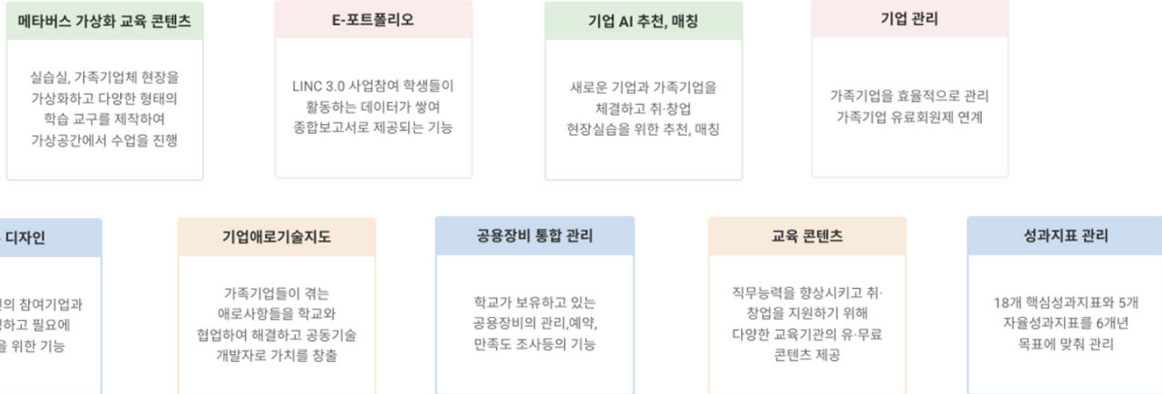 메타버스 가상화 교육 콘텐츠
실습실, 가족기업체 현장을
가상화하고 다양한 형태의
학습 교구를 제작하여
가상공간에서 수업을 진행
E-포트폴리오
LINC 3.0 사업참여 학생들이
활동하는 데이터가 쌓여
종합보고서로 제공되는 기능
기업 AI 추천, 매칭
새로운 기업과 가족기업을
체결하고 취·창업
현장실습을 위한 추천, 매칭
기업 관리
가족기업을 효율적으로 관리
가족기업 유료회원제 연계
디자인
의 참여기업과
하고 필요에
을 위한 기능
기업애로기술지도
가족기업들이 겪는
애로사항들을 학교와
협업하여 해결하고 공동기술
개발자로 가치를 창출
공용장비 통합 관리
학교가 보유하고 있는
공용장비의 관리,예약,
만족도 조사등의 기능
교육 콘텐츠
직무능력을 향상시키고 취·
창업을 지원하기 위해
다양한 교육기관의 유·무료
콘텐츠 제공
성과지표 관리
18개 핵심성과지표와 5개
자율성과지표를 6개년
목표에 맞춰 관리